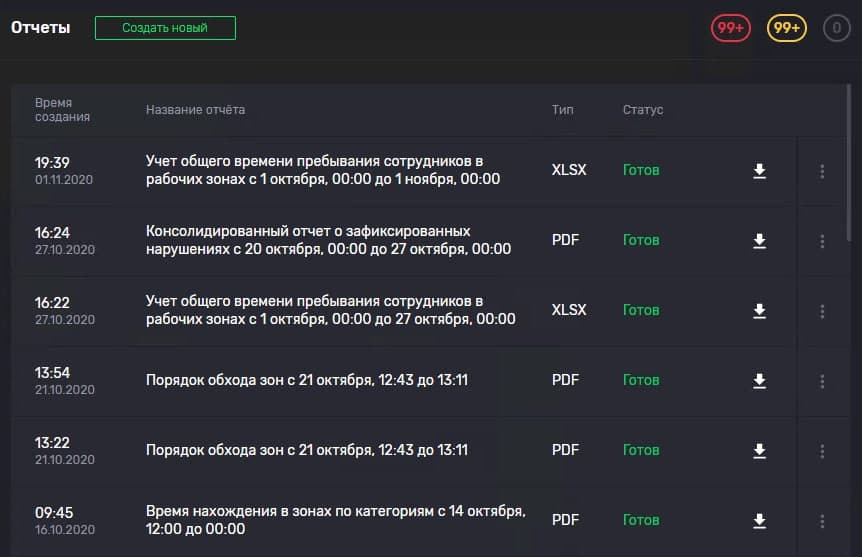 Отчеты
Создать новый
99+
99+
0
Время
создания
Название отчёта
Тип
Статус
19:39
01.11.2020
Учет общего времени пребывания сотрудников в
рабочих зонах с 1 октября, 00:00 до 1 ноября, 00:00
XLSX
Готов
16:24
27.10.2020
Консолидированный отчет о зафиксированных
нарушениях с 20 октября, 00:00 до 27 октября, 00:00
PDF
Готов
16:22
27.10.2020
Учет общего времени пребывания сотрудников в
рабочих зонах с 1 октября, 00:00 до 27 октября, 00:00
XLSX
Готов
13:54
21.10.2020
Порядок обхода зон с 21 октября, 12:43 до 13:11
PDF
Готов
13:22
21.10.2020
Порядок обхода зон с 21 октября, 12:43 до 13:11
PDF
Готов
09:45
16.10.2020
Время нахождения в зонах по категориям с 14 октября,
12:00 до 00:00
PDF
Готов